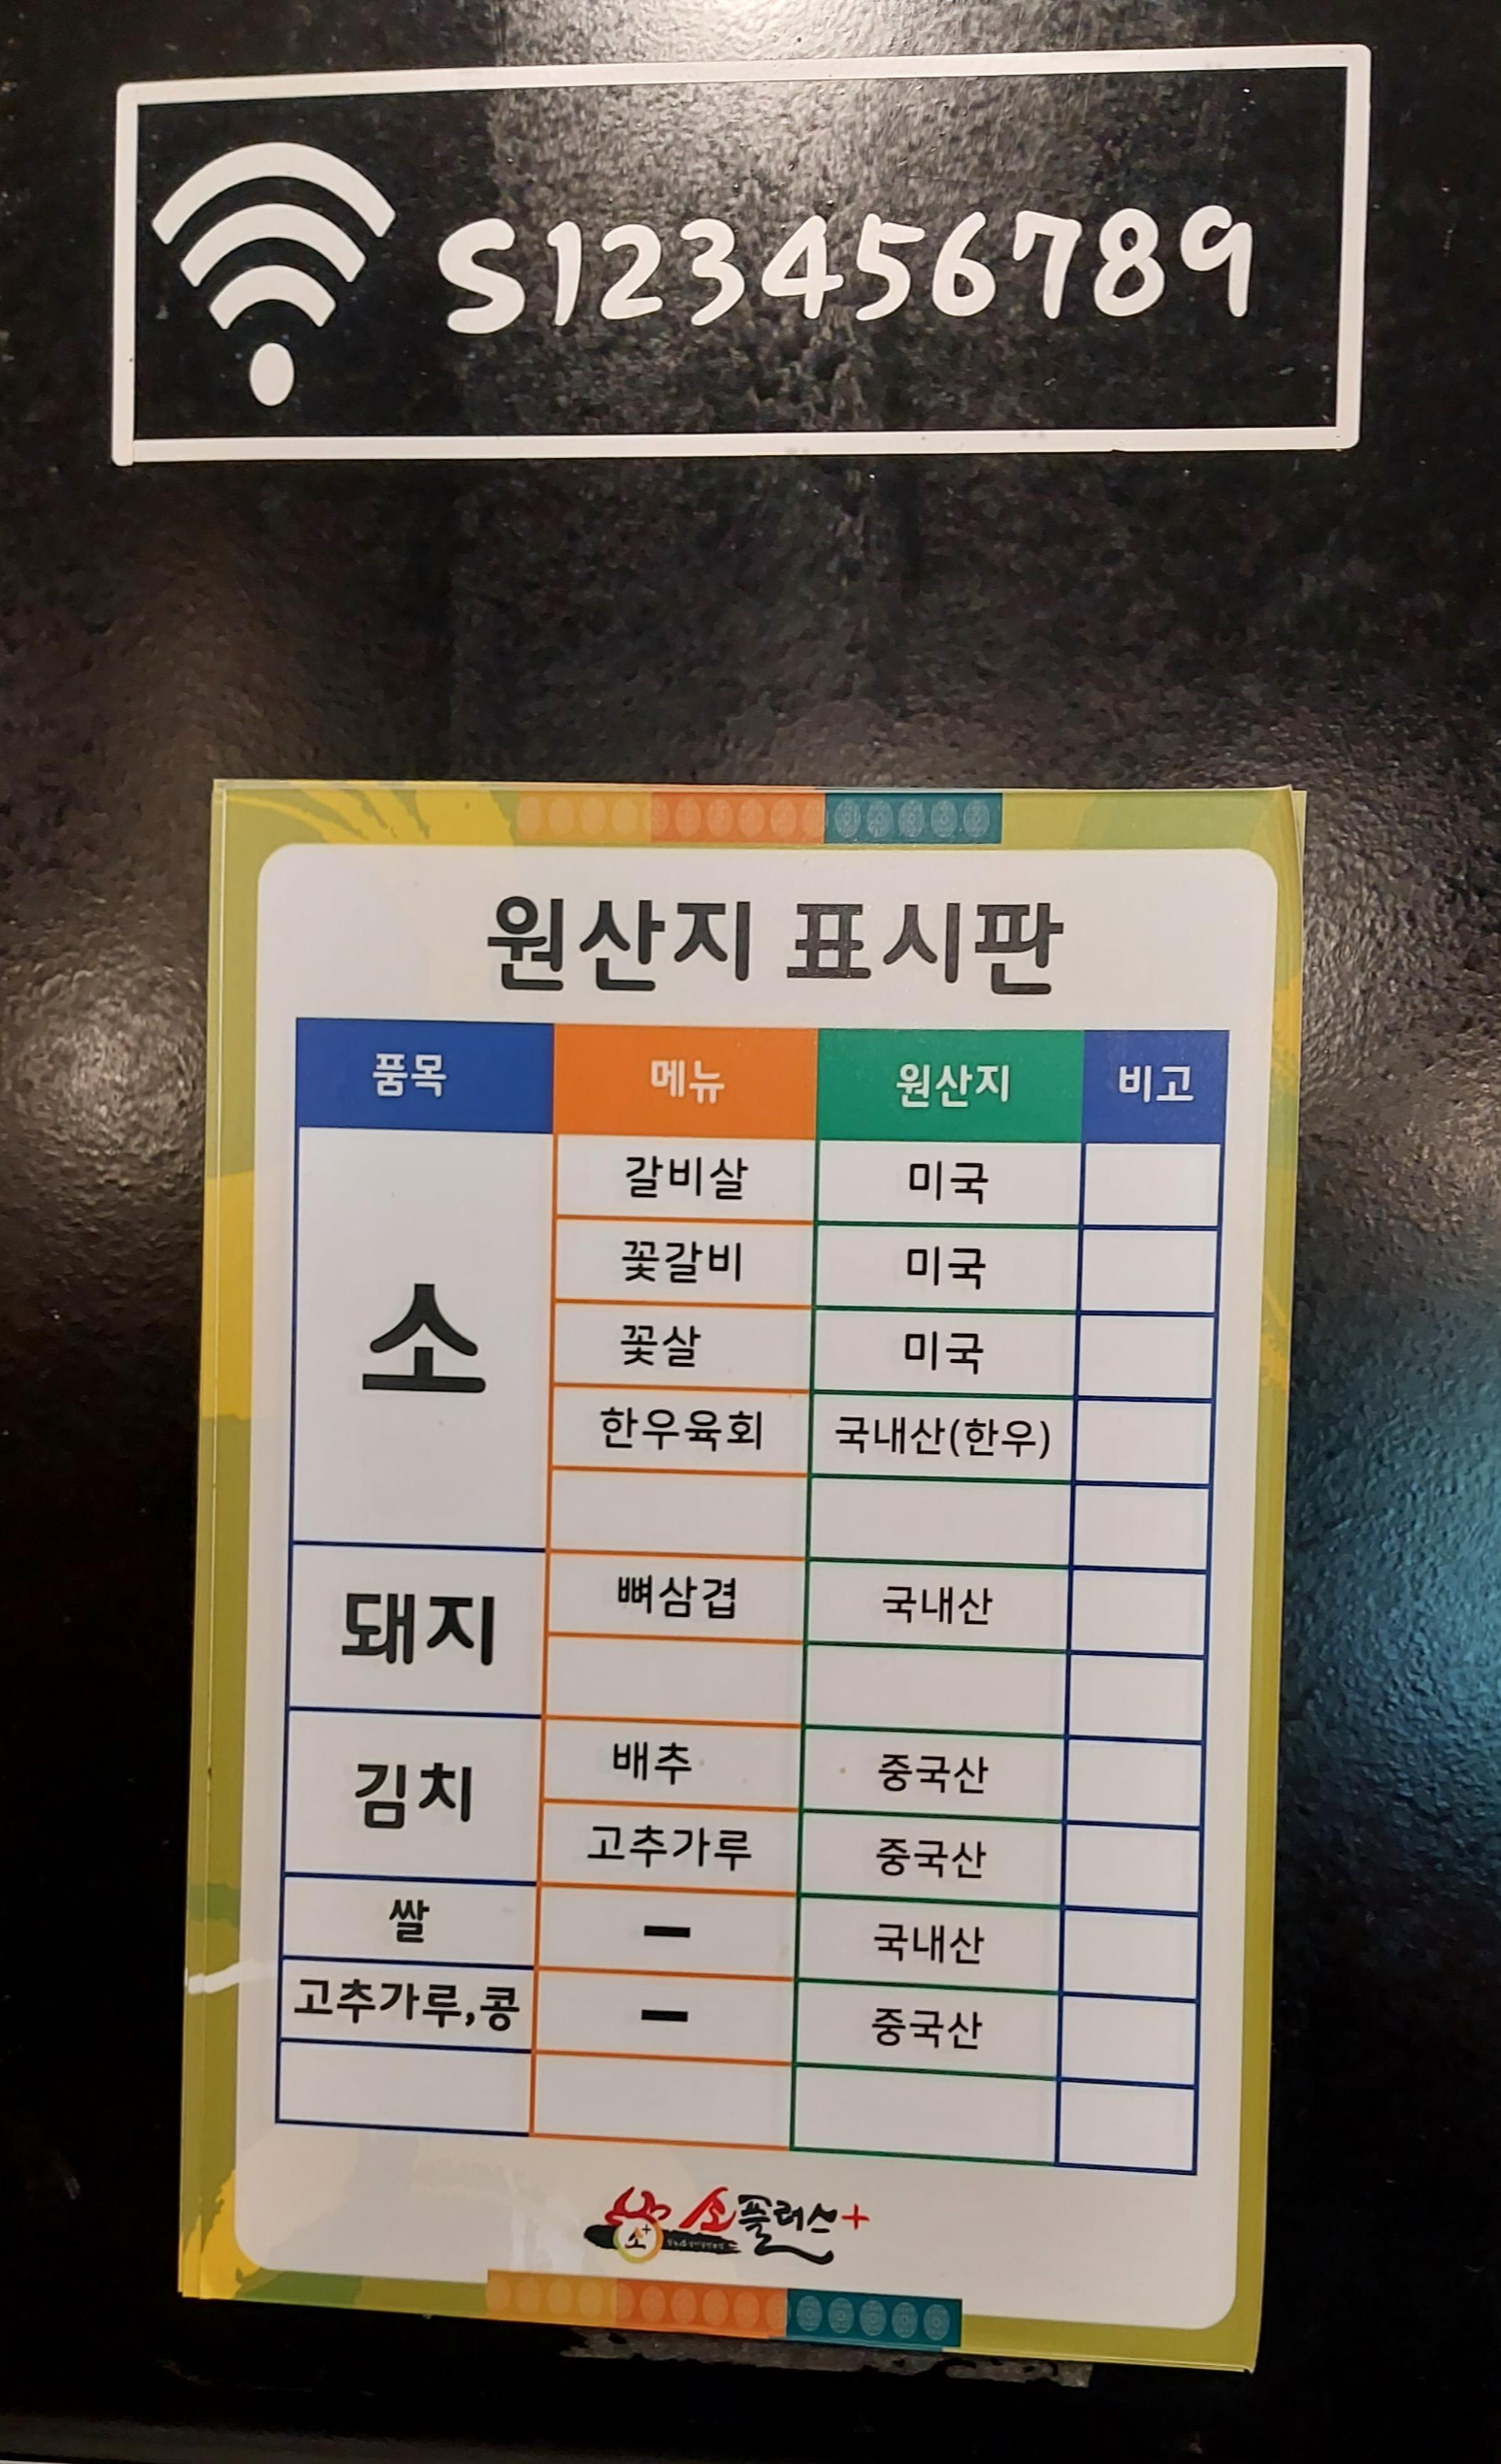 S123456789
원산지 표시판
품목 메뉴 원산지 비고
소 갈비살 미국
꽃갈비 미국
꽃살 미국
한우육회 국내산(한우)
돼지 뼈삼겹 국내산
김치 배추 중국산
고추가루 중국산
쌀 - 국내산
고추가루,콩 - 중국산
소+ 소플러스+